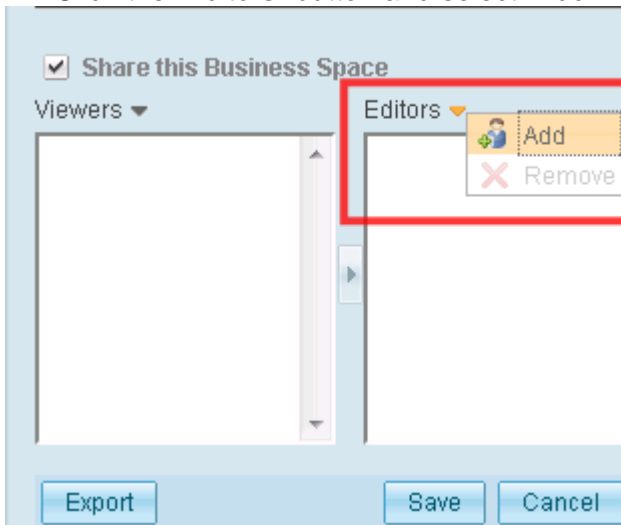 Share this Business Space
Viewers
Editors
Add
Remove
Export
Save
Cancel